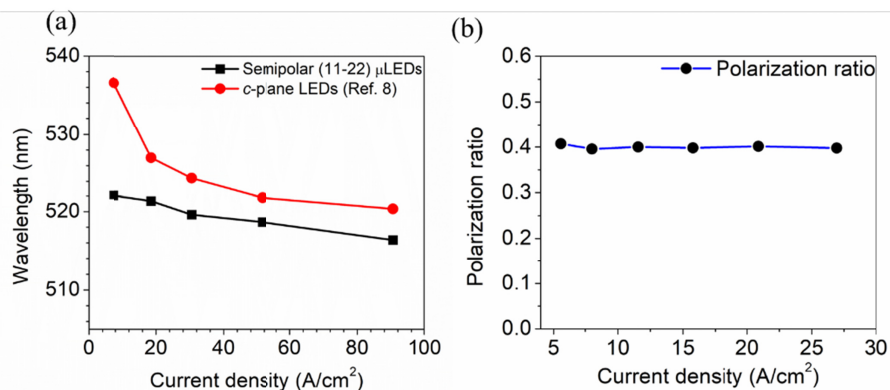 (a)
540
530
520
510
Wavelength (nm)
Semipolar (11-22) μLEDs
c-plane LEDs (Ref. 8)
0 20 40 60 80 100
Current density (A/cm²)
(b)
0.6
0.5
0.4
0.3
0.2
0.1
0.0
Polarization ratio
Polarization ratio
5 10 15 20 25 30
Current density (A/cm²)